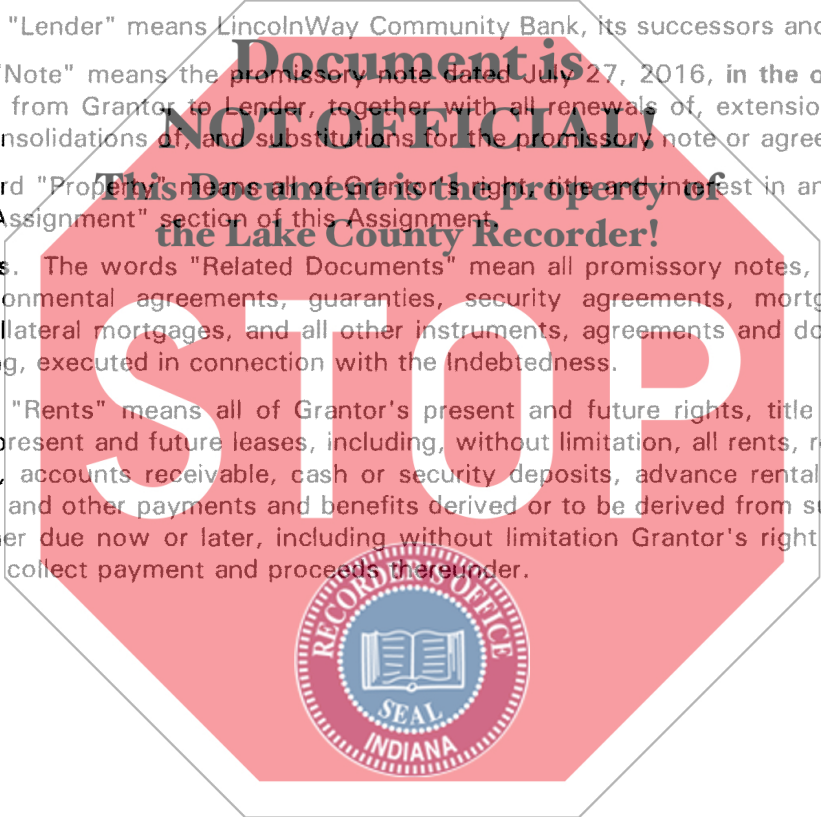 "Lender" means LincolnWay Community Bank, its successors and
Document is
"Note" means the promissory note dated July 27, 2016, in the o
from Grantor to Lender, together with all renewals of, extensio
NOT OFFICIAL!
nsolidations of, and substitutions for the promissory note or agree
rd "Property" means all of Grantor's right, title and interest in an
This Document is the property of
Assignment" section of this Assignment.
the Lake County Recorder!
s. The words "Related Documents" mean all promissory notes,
onmental agreements, guaranties, security agreements, mortg
llateral mortgages, and all other instruments, agreements and do
g, executed in connection with the Indebtedness.
"Rents" means all of Grantor's present and future rights, title
present and future leases, including, without limitation, all rents, r
, accounts receivable, cash or security deposits, advance rental
and other payments and benefits derived or to be derived from su
er due now or later, including without limitation Grantor's right
collect payment and proceeds thereunder.
STOP
RECORDER'S OFFICE
SEAL
INDIANA